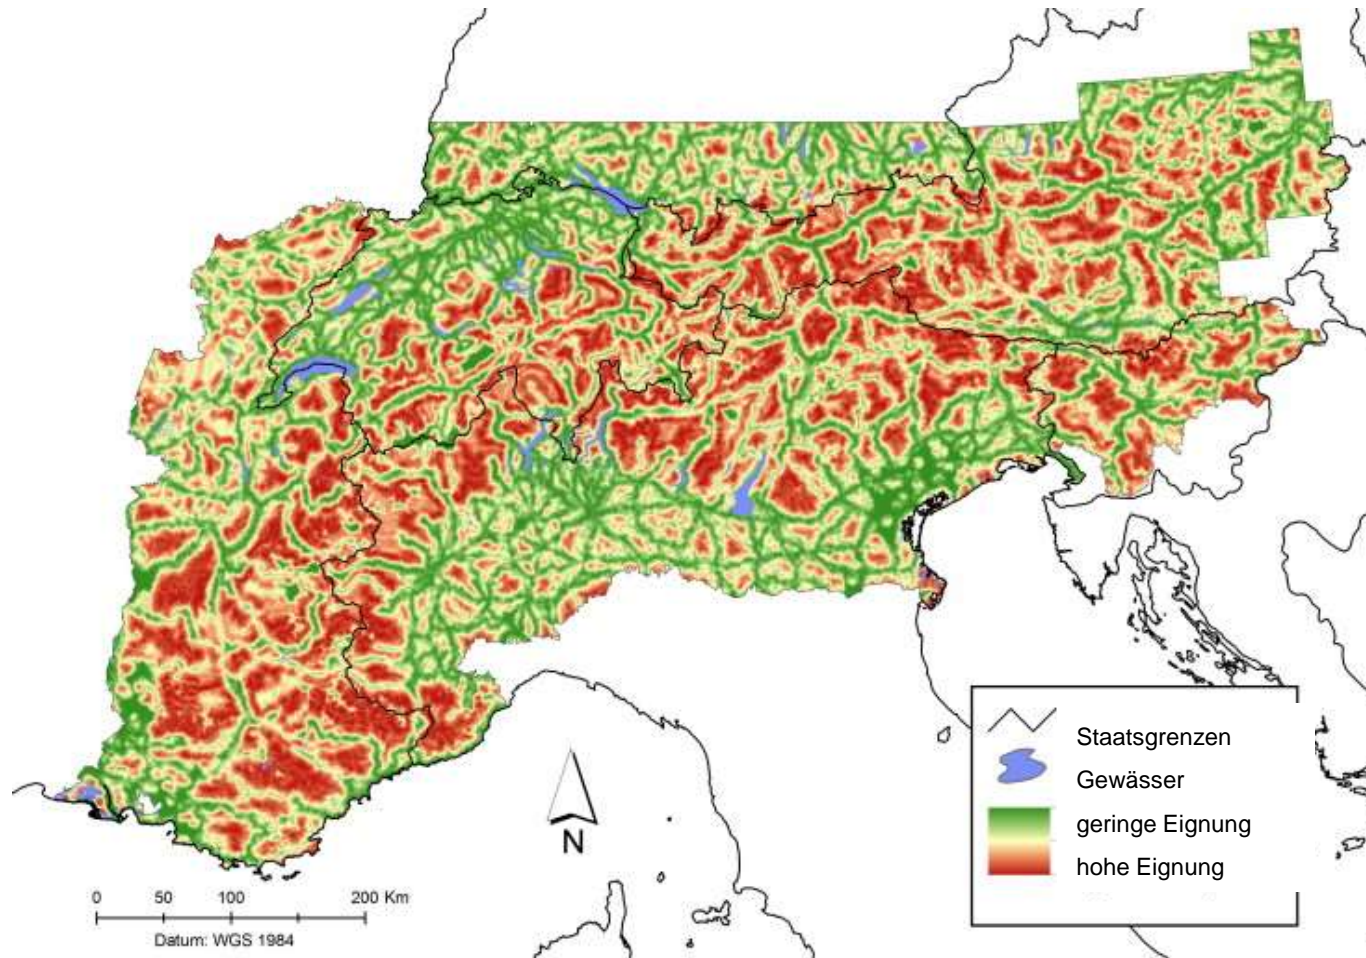 Staatsgrenzen
Gewässer
geringe Eignung
hohe Eignung
N
0 50 100 200 Km
Datum: WGS 1984